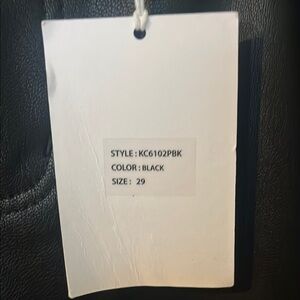 STYLE : KC6102PBK
COLOR : BLACK
SIZE : 29